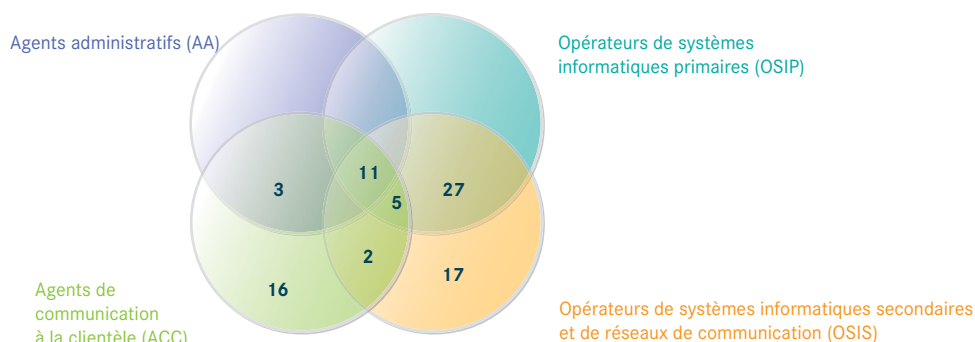 Agents administratifs (AA)
Opérateurs de systèmes
informatiques primaires (OSIP)
11
3
27
5
2
17
16
Agents de
communication
à la clientèle (ACC)
Opérateurs de systèmes informatiques secondaires
et de réseaux de communication (OSIS)